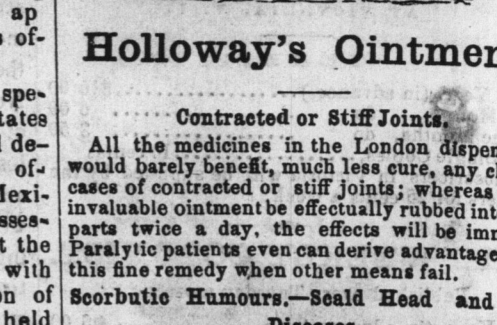 ap
of-
spe-
tates
de-
of-
Mexi-
sses-
t the
with
on of
held
Holloway's Ointmen
Contracted or Stiff Joints.
All the medicines in the London dispen
would barely benefit, much less cure, any c
cases of contracted or stiff joints; whereas
invaluable ointment be effectually rubbed int
parts twice a day, the effects will be imm
Paralytic patients even can derive advantage
this fine remedy when other means fail.
Scorbutic Humours.—Scald Head and
Diseases